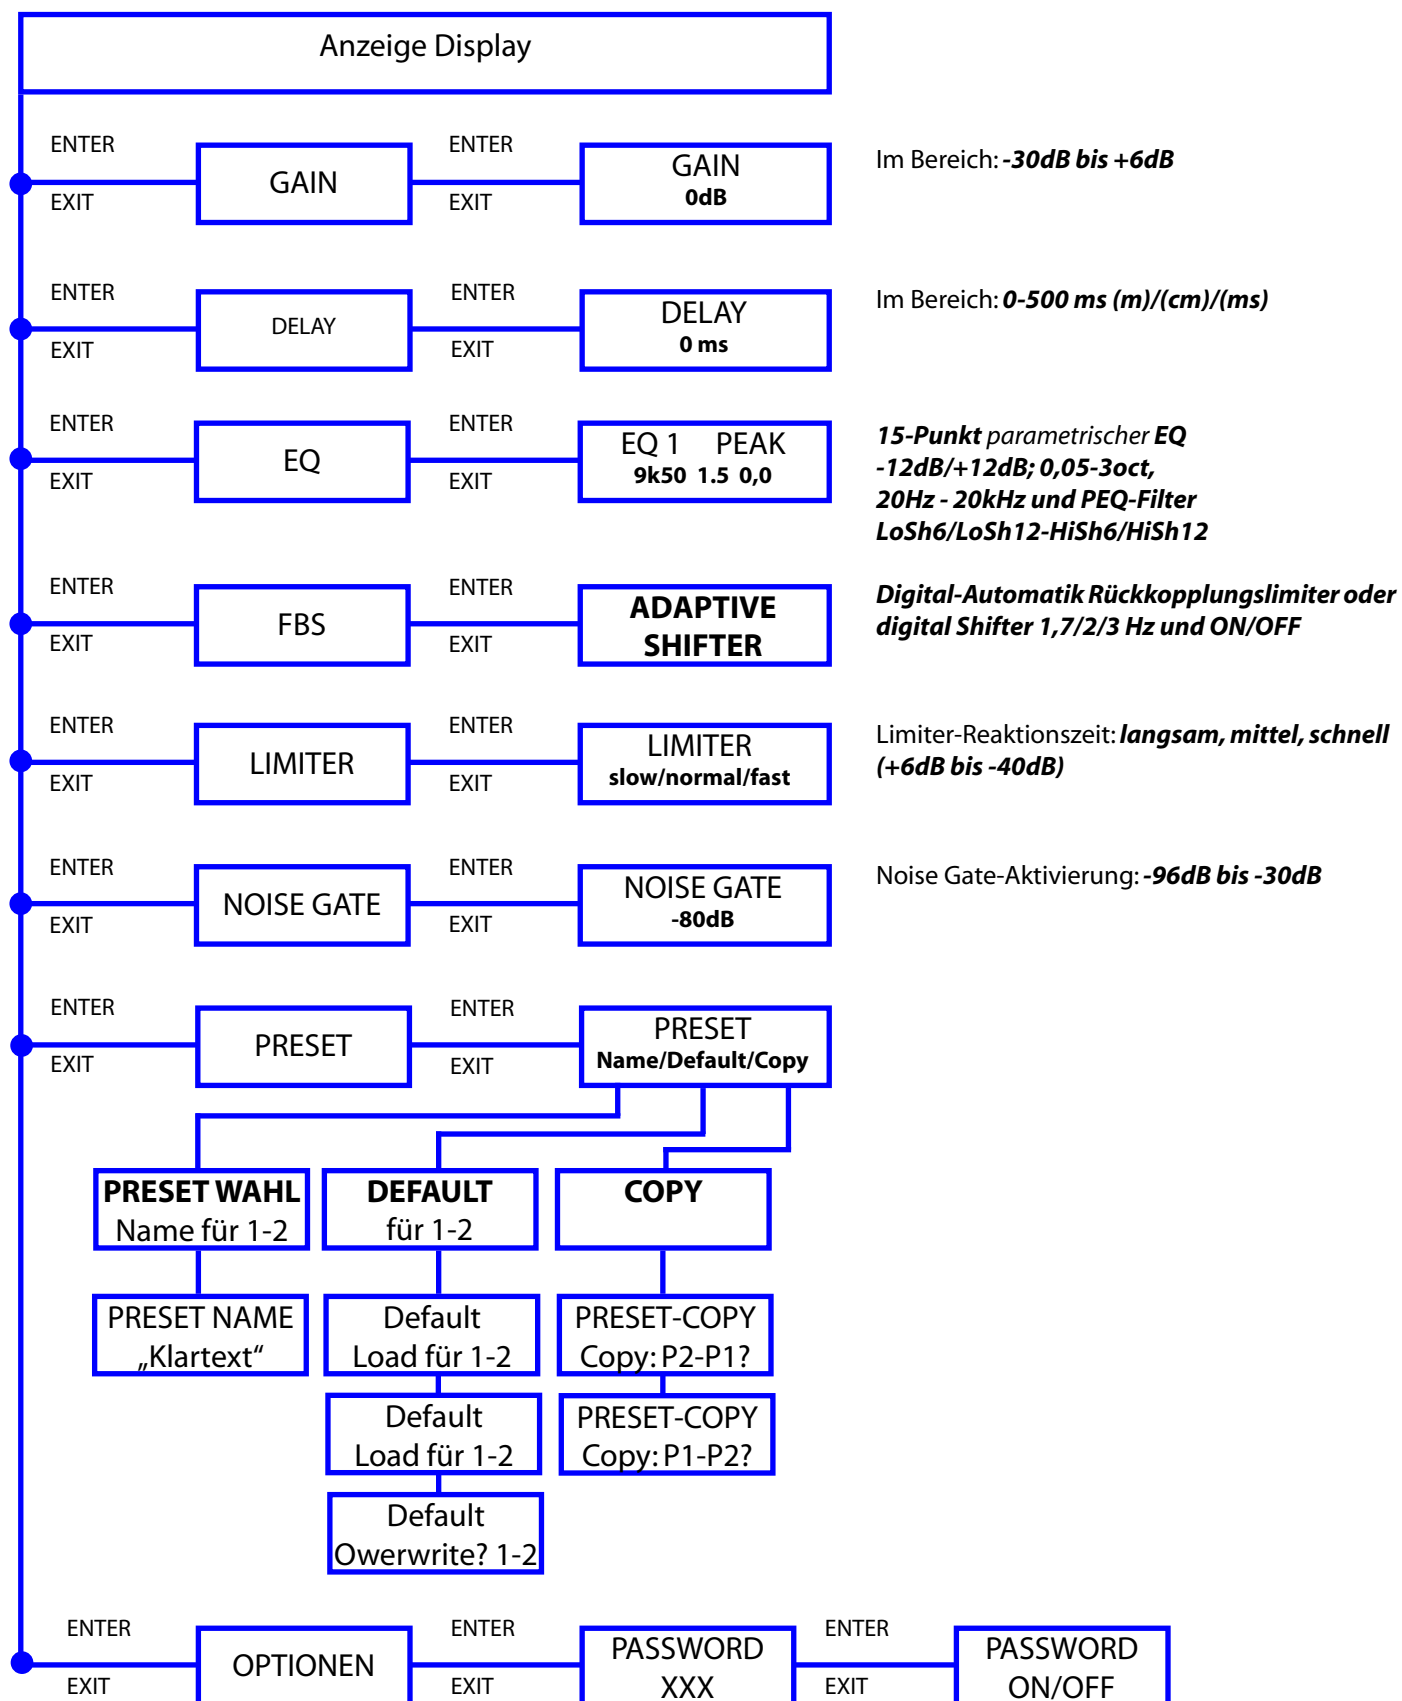 Anzeige Display
ENTER
EXIT
GAIN
ENTER
EXIT
GAIN
0dB
Im Bereich: -30dB bis +6dB
ENTER
EXIT
DELAY
ENTER
EXIT
DELAY
0 ms
Im Bereich: 0-500 ms (m)/(cm)/(ms)
ENTER
EXIT
EQ
ENTER
EXIT
EQ 1 PEAK
9k50 1.5 0,0
15-Punkt parametrischer EQ
-12dB/+12dB; 0,05-3oct,
20Hz - 20kHz und PEQ-Filter
LoSh6/LoSh12-HiSh6/HiSh12
ENTER
EXIT
FBS
ENTER
EXIT
ADAPTIVE
SHIFTER
Digital-Automatik Rückkopplungslimiter oder
digital Shifter 1,7/2/3 Hz und ON/OFF
ENTER
EXIT
LIMITER
ENTER
EXIT
LIMITER
slow/normal/fast
Limiter-Reaktionszeit: langsam, mittel, schnell
(+6dB bis -40dB)
ENTER
EXIT
NOISE GATE
ENTER
EXIT
NOISE GATE
-80dB
Noise Gate-Aktivierung: -96dB bis -30dB
ENTER
EXIT
PRESET
ENTER
EXIT
PRESET
Name/Default/Copy
PRESET WAHL
Name für 1-2
DEFAULT
für 1-2
COPY
PRESET NAME
„Klartext“
Default
Load für 1-2
PRESET-COPY
Copy: P2-P1?
Default
Load für 1-2
PRESET-COPY
Copy: P1-P2?
Default
Owerwrite? 1-2
ENTER
EXIT
OPTIONEN
ENTER
EXIT
PASSWORD
XXX
ENTER
EXIT
PASSWORD
ON/OFF